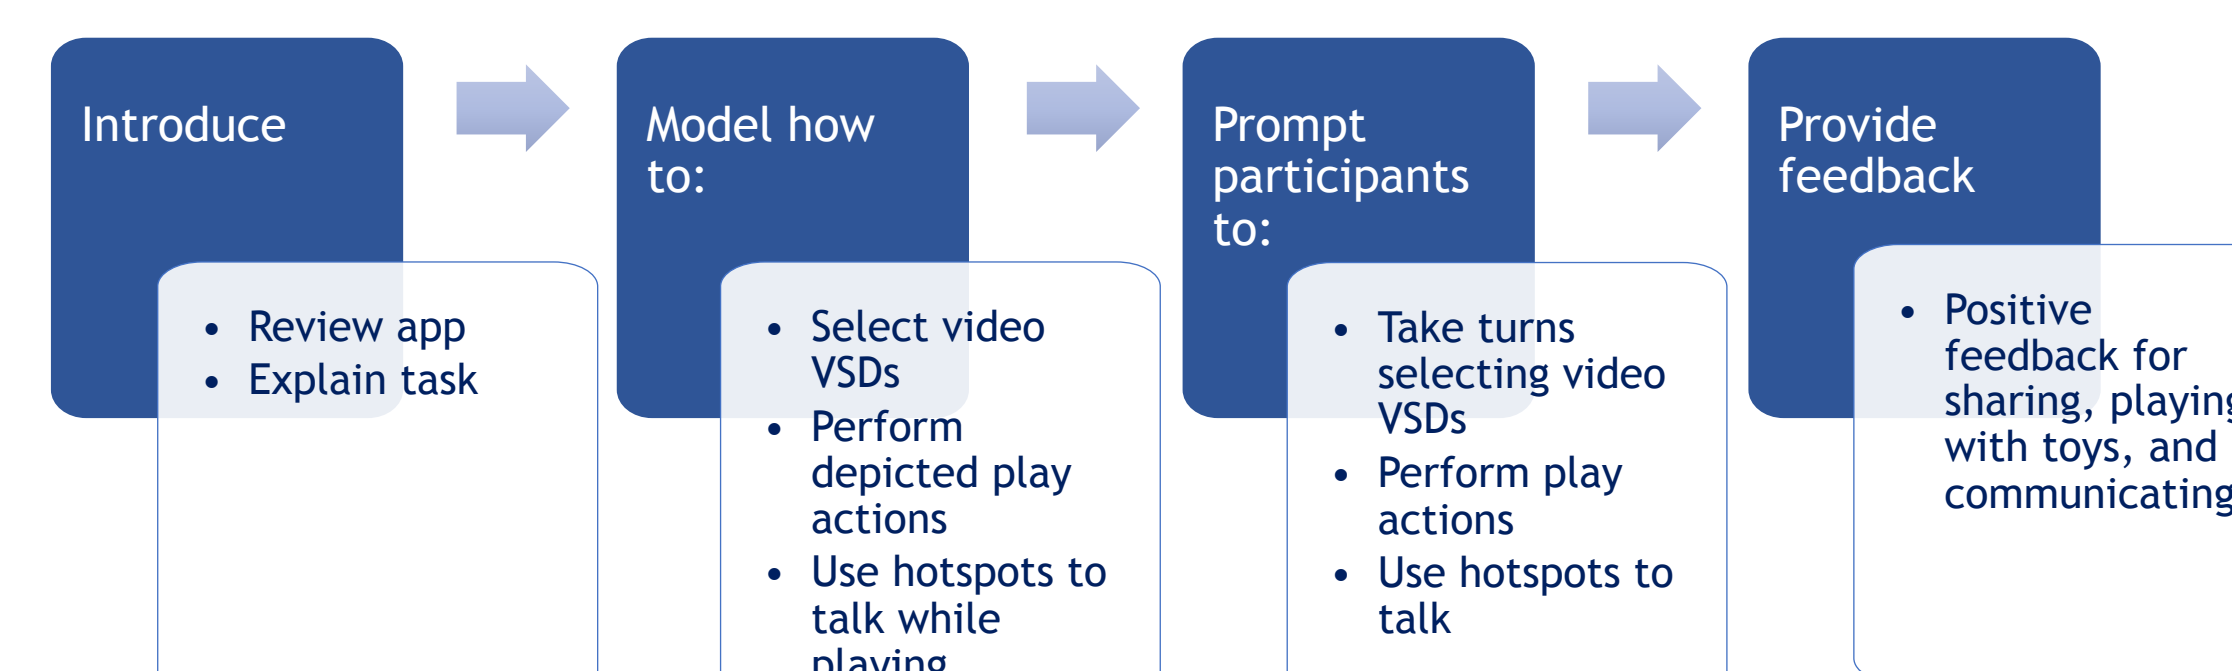 Introduce
• Review app
• Explain task
Model how
to:
• Select video
VSDs
• Perform
depicted play
actions
• Use hotspots to
talk while
playing
Prompt
participants
to:
• Take turns
selecting video
VSDs
• Perform play
actions
• Use hotspots to
talk
Provide
feedback
• Positive
feedback for
sharing, playing
with toys, and
communicating